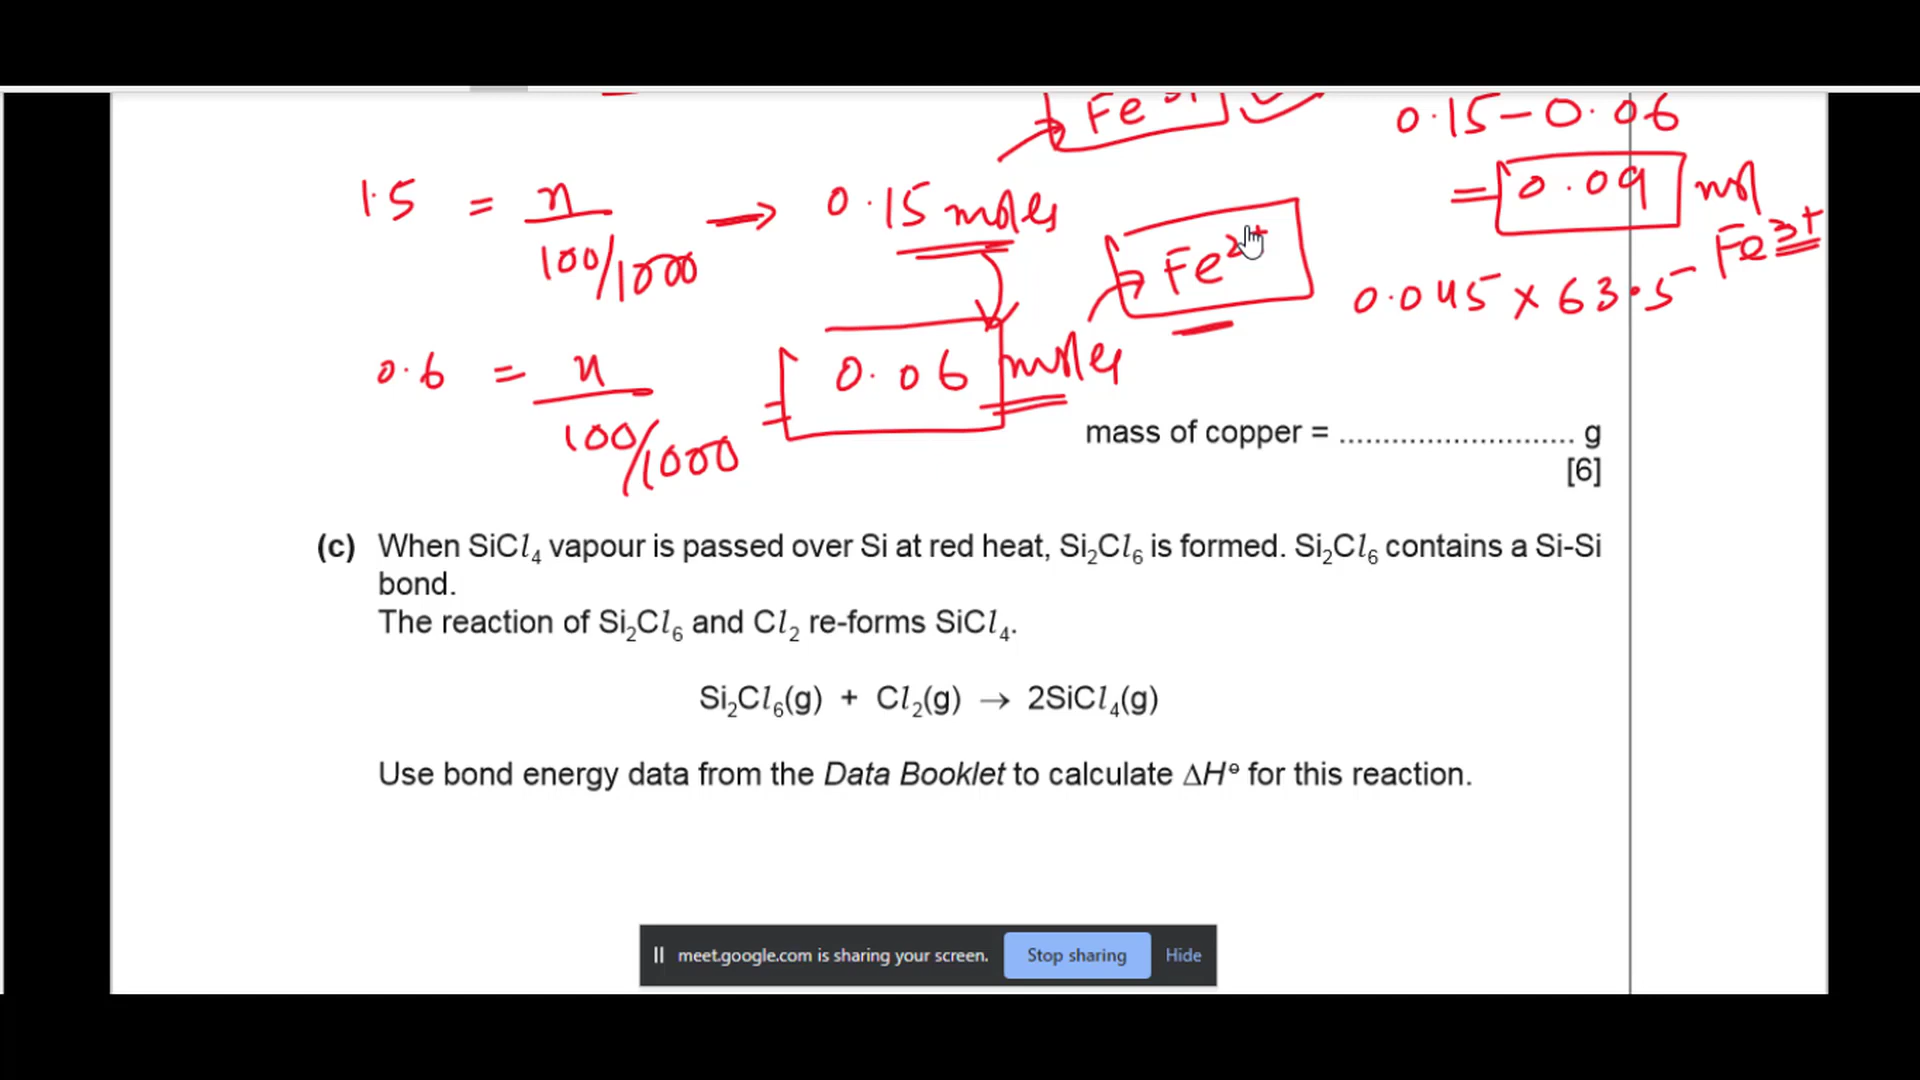 Fe 3+
0.15 - 0.06
1.5 = n / 100/1000 → 0.15 moles
= 0.09 mol Fe3+
Fe2+
0.045 × 63.5
0.6 = n / 100/1000 = 0.06 moles
mass of copper = .......................... g
[6]
(c) When SiCl4 vapour is passed over Si at red heat, Si2Cl6 is formed. Si2Cl6 contains a Si-Si
bond.
The reaction of Si2Cl6 and Cl2 re-forms SiCl4.
Si2Cl6(g) + Cl2(g) → 2SiCl4(g)
Use bond energy data from the Data Booklet to calculate ΔH⦵ for this reaction.
meet.google.com is sharing your screen. Stop sharing Hide